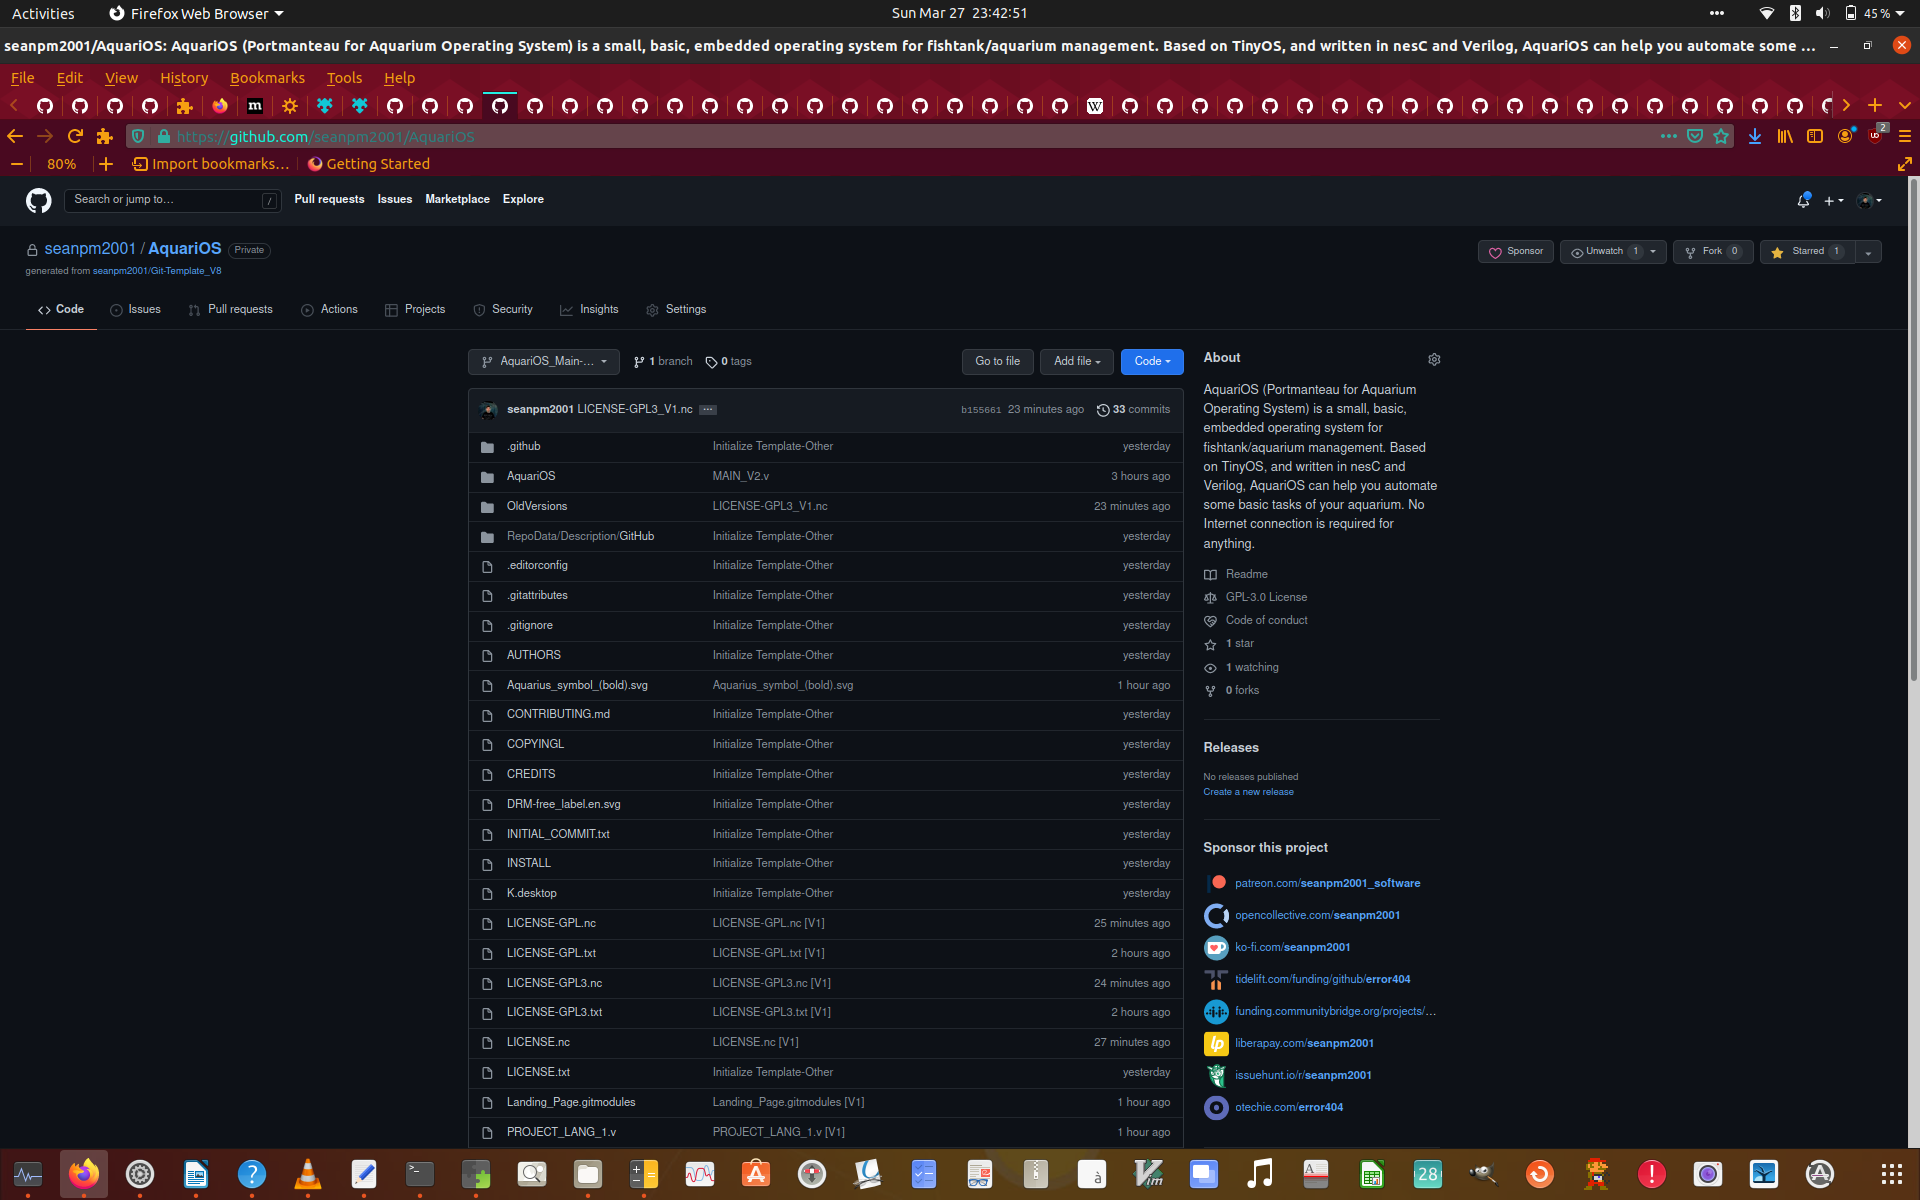 Activities
Firefox Web Browser
Sun Mar 27 23:42:51
45 %
seanpm2001/AquariOS: AquariOS (Portmanteau for Aquarium Operating System) is a small, basic, embedded operating system for fishtank/aquarium management. Based on TinyOS, and written in nesC and Verilog, AquariOS can help you automate some ...
File Edit View History Bookmarks Tools Help
https://github.com/seanpm2001/AquariOS
2
80%
Import bookmarks...
Getting Started
Search or jump to...
/
Pull requests Issues Marketplace Explore
seanpm2001 / AquariOS Private
generated from seanpm2001/Git-Template_V8
Sponsor
Unwatch 1
Fork 0
Starred 1
Code Issues Pull requests Actions Projects Security Insights Settings
AquariOS_Main-...
1 branch
0 tags
Go to file
Add file
Code
seanpm2001 LICENSE-GPL3_V1.nc ...
b155661 23 minutes ago 33 commits
.github Initialize Template-Other yesterday
AquariOS MAIN_V2.v 3 hours ago
OldVersions LICENSE-GPL3_V1.nc 23 minutes ago
RepoData/Description/GitHub Initialize Template-Other yesterday
.editorconfig Initialize Template-Other yesterday
.gitattributes Initialize Template-Other yesterday
.gitignore Initialize Template-Other yesterday
AUTHORS Initialize Template-Other yesterday
Aquarius_symbol_(bold).svg Aquarius_symbol_(bold).svg 1 hour ago
CONTRIBUTING.md Initialize Template-Other yesterday
COPYINGL Initialize Template-Other yesterday
CREDITS Initialize Template-Other yesterday
DRM-free_label.en.svg Initialize Template-Other yesterday
INITIAL_COMMIT.txt Initialize Template-Other yesterday
INSTALL Initialize Template-Other yesterday
K.desktop Initialize Template-Other yesterday
LICENSE-GPL.nc LICENSE-GPL.nc [V1] 25 minutes ago
LICENSE-GPL.txt LICENSE-GPL.txt [V1] 2 hours ago
LICENSE-GPL3.nc LICENSE-GPL3.nc [V1] 24 minutes ago
LICENSE-GPL3.txt LICENSE-GPL3.txt [V1] 2 hours ago
LICENSE.nc LICENSE.nc [V1] 27 minutes ago
LICENSE.txt Initialize Template-Other yesterday
Landing_Page.gitmodules Landing_Page.gitmodules [V1] 1 hour ago
PROJECT_LANG_1.v PROJECT_LANG_1.v [V1] 1 hour ago
About
AquariOS (Portmanteau for Aquarium
Operating System) is a small, basic,
embedded operating system for
fishtank/aquarium management. Based
on TinyOS, and written in nesC and
Verilog, AquariOS can help you automate
some basic tasks of your aquarium. No
Internet connection is required for
anything.
Readme
GPL-3.0 License
Code of conduct
1 star
1 watching
0 forks
Releases
No releases published
Create a new release
Sponsor this project
patreon.com/seanpm2001_software
opencollective.com/seanpm2001
ko-fi.com/seanpm2001
tidelift.com/funding/github/error404
funding.communitybridge.org/projects/...
liberapay.com/seanpm2001
issuehunt.io/r/seanpm2001
otechie.com/error404
28